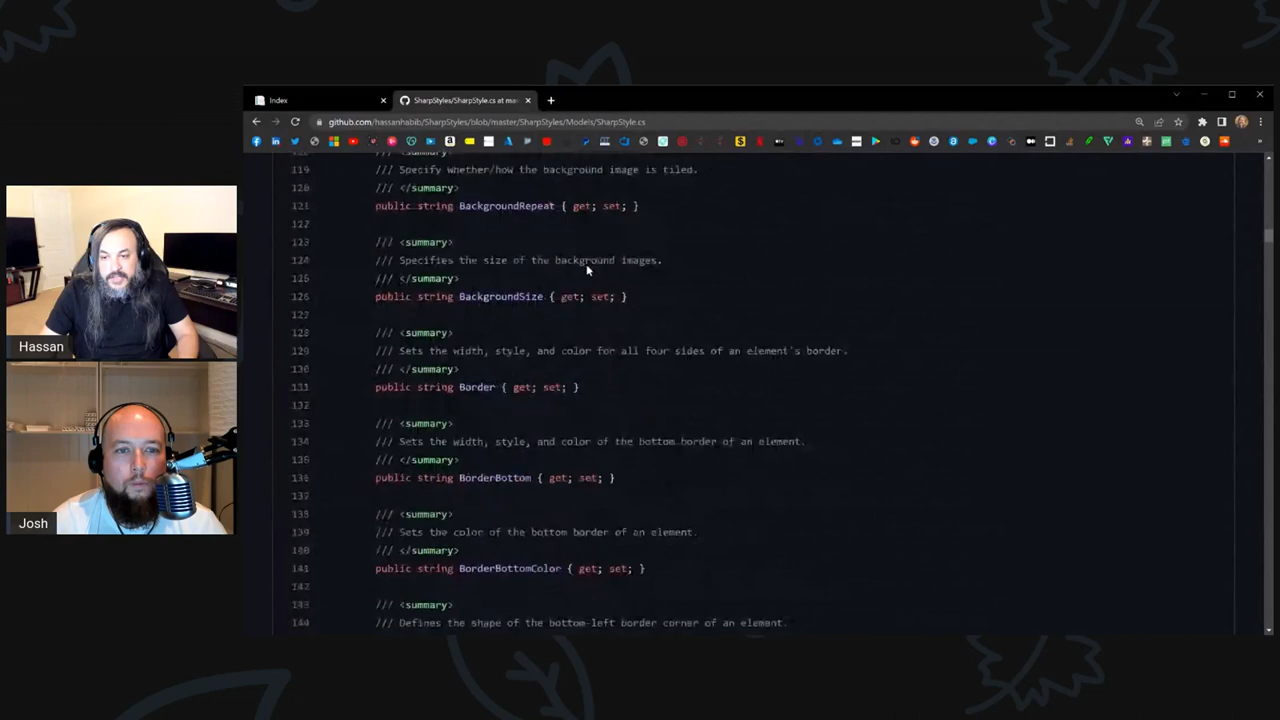 Index
SharpStyles/SharpStyle.cs at ma
github.com/hassanhabib/SharpStyles/blob/master/SharpStyles/Models/SharpStyle.cs
/// <summary>
119 /// Specify whether/how the background image is tiled.
120 /// </summary>
121 public string BackgroundRepeat { get; set; }
122
123 /// <summary>
124 /// Specifies the size of the background images.
125 /// </summary>
126 public string BackgroundSize { get; set; }
127
128 /// <summary>
129 /// Sets the width, style, and color for all four sides of an element's border.
130 /// </summary>
131 public string Border { get; set; }
132
133 /// <summary>
134 /// Sets the width, style, and color of the bottom border of an element.
135 /// </summary>
136 public string BorderBottom { get; set; }
137
138 /// <summary>
139 /// Sets the color of the bottom border of an element.
140 /// </summary>
141 public string BorderBottomColor { get; set; }
142
143 /// <summary>
144 /// Defines the shape of the bottom-left border corner of an element.
Hassan
Josh